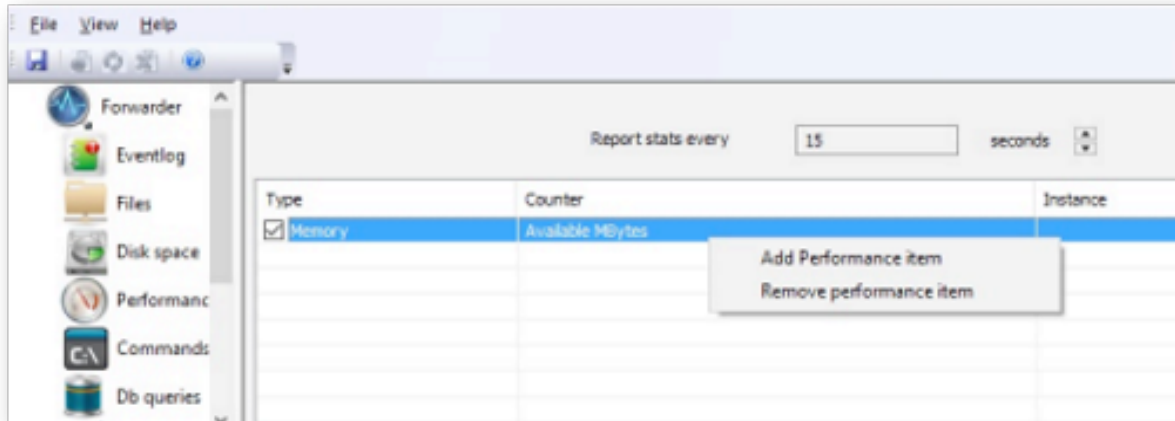 File View Help
Forwarder
Eventlog
Files
Disk space
Performanc
Commands
Db queries
Report stats every 15 seconds
Type Counter Instance
Memory Available MBytes
Add Performance item
Remove performance item
C:\